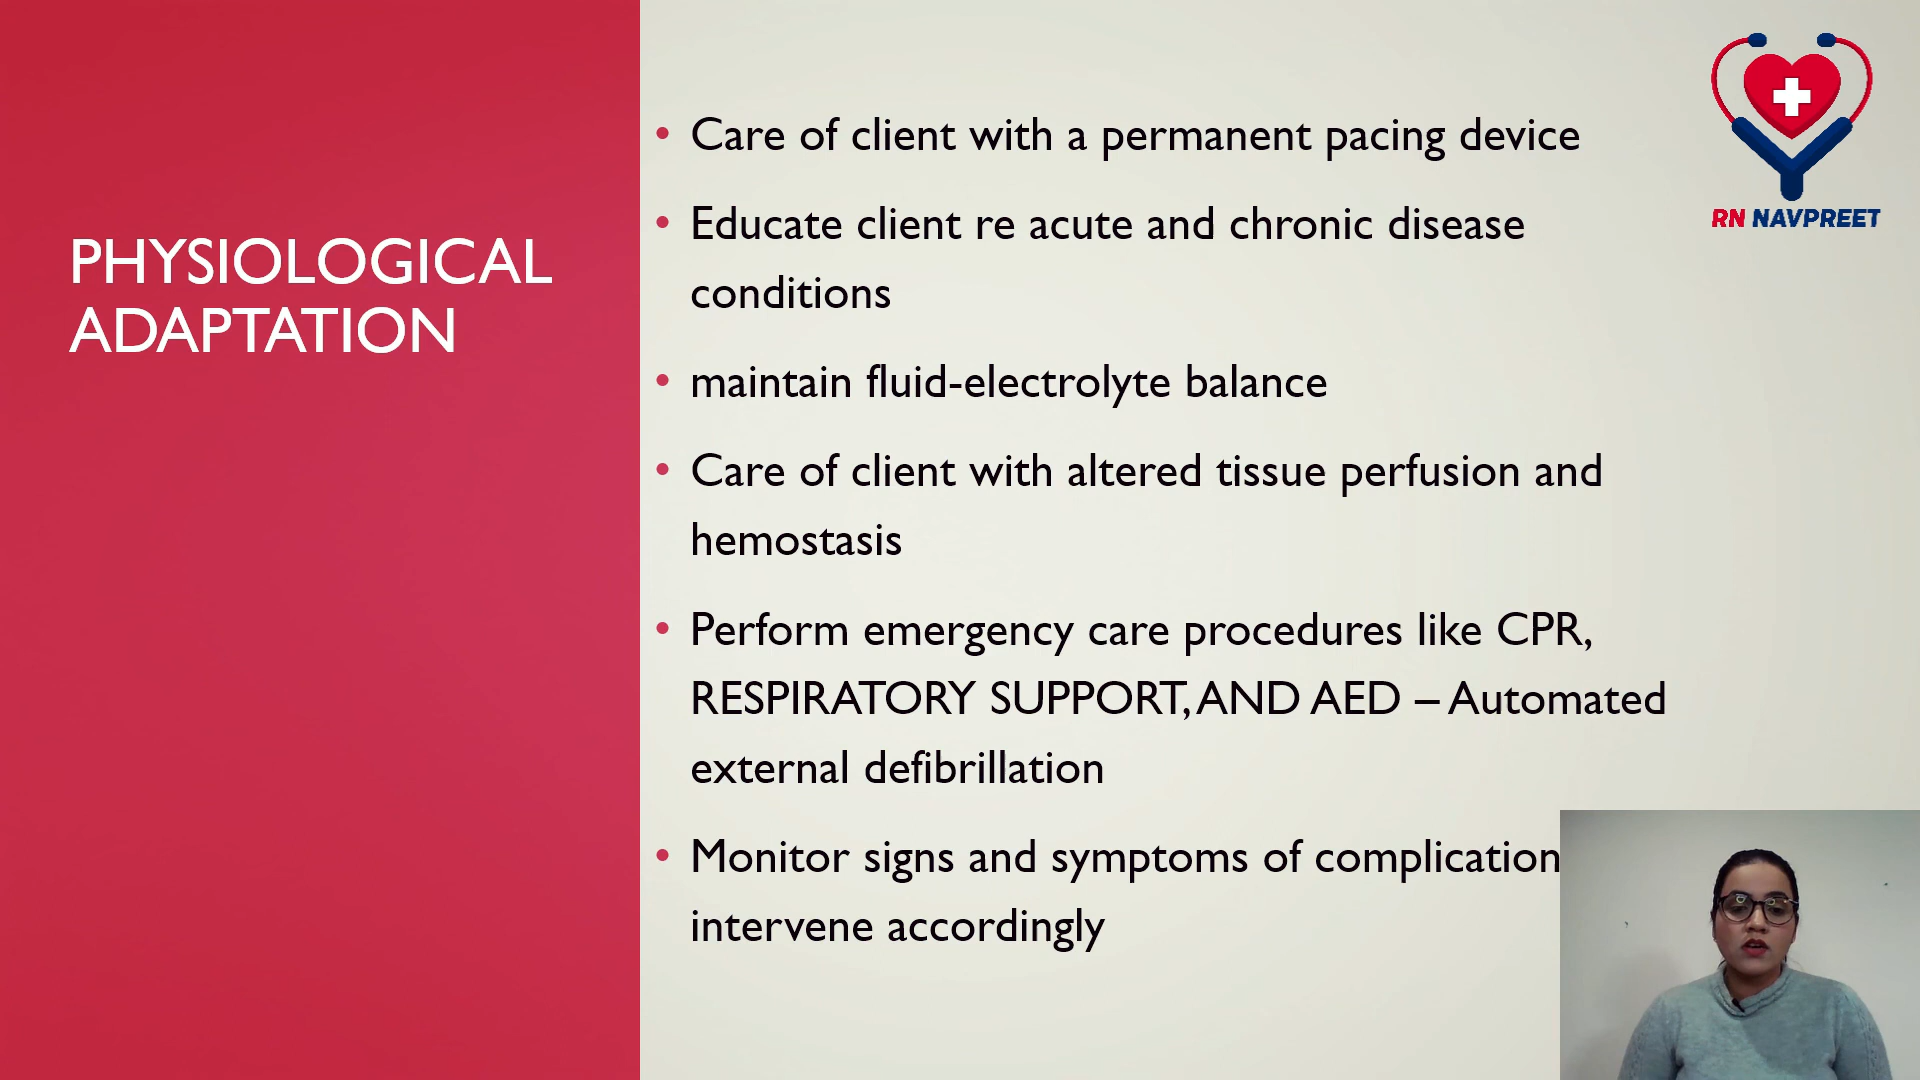 PHYSIOLOGICAL
ADAPTATION
• Care of client with a permanent pacing device
• Educate client re acute and chronic disease
conditions
• maintain fluid-electrolyte balance
• Care of client with altered tissue perfusion and
hemostasis
• Perform emergency care procedures like CPR,
RESPIRATORY SUPPORT, AND AED – Automated
external defibrillation
• Monitor signs and symptoms of complication
intervene accordingly
RN NAVPREET